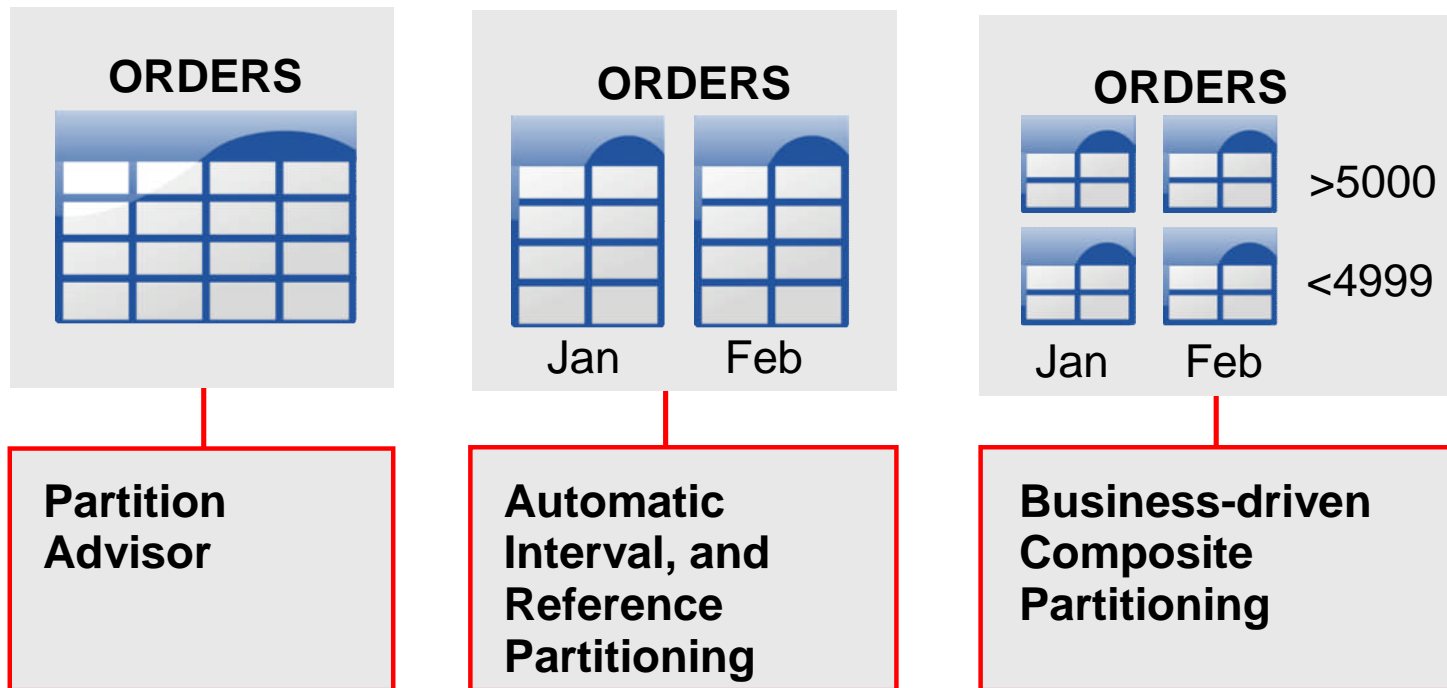 ORDERS
Partition
Advisor
ORDERS
Jan Feb
Automatic
Interval, and
Reference
Partitioning
ORDERS
>5000
<4999
Jan Feb
Business-driven
Composite
Partitioning